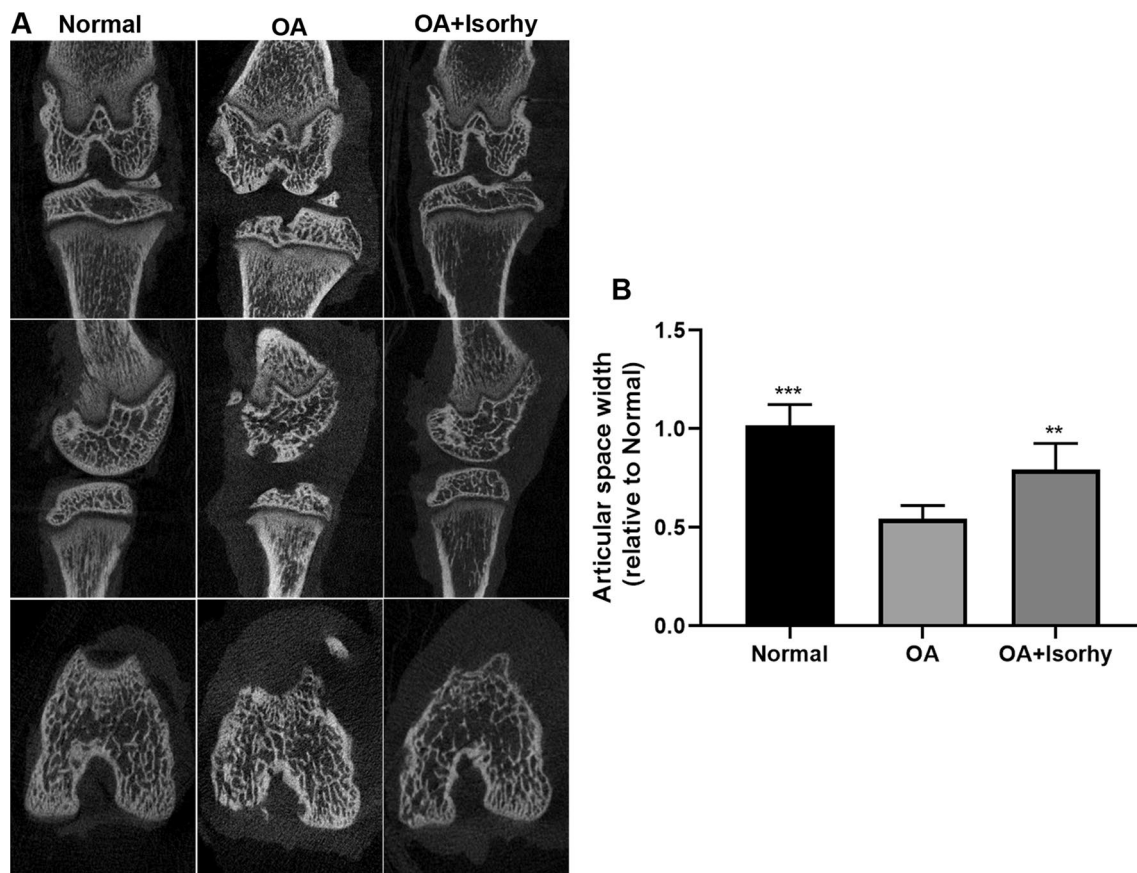 A
Normal
OA
OA+Isorhy
B
Articular space width
(relative to Normal)
1.5
1.0
0.5
0.0
***
**
Normal
OA
OA+Isorhy